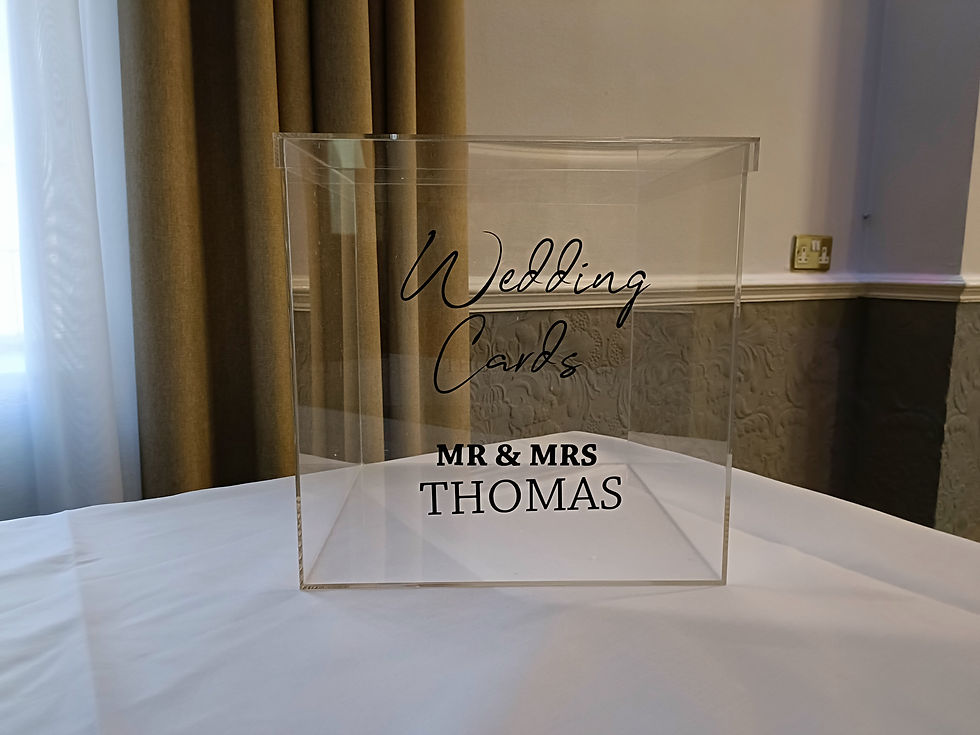 Wedding
Cards
MR & MRS
THOMAS